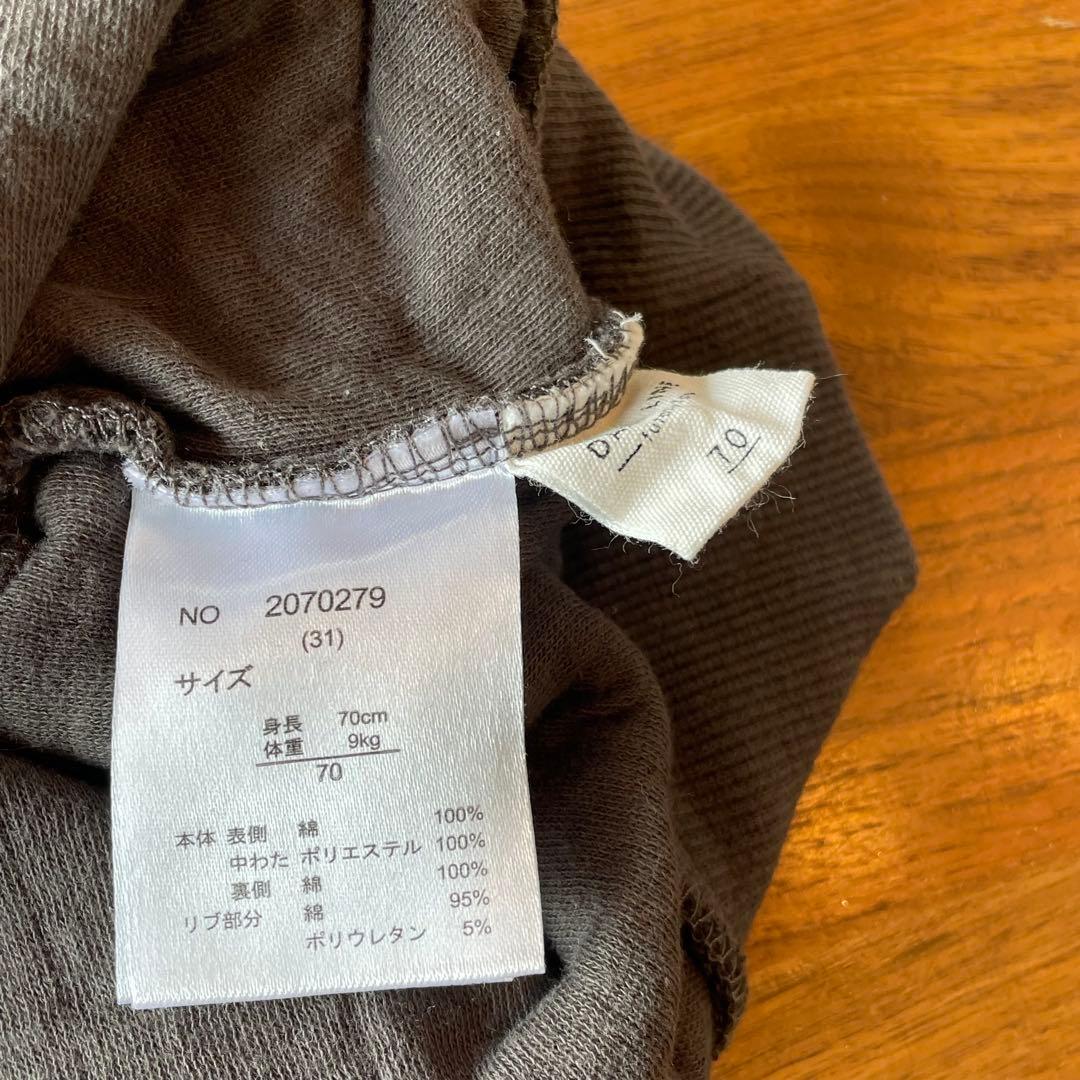 NO 2070279
(31)
サイズ
身長 70cm
体重 9kg
70
本体 表側 綿 100%
中わた ポリエステル 100%
裏側 綿 100%
リブ部分 綿 95%
ポリウレタン 5%
70